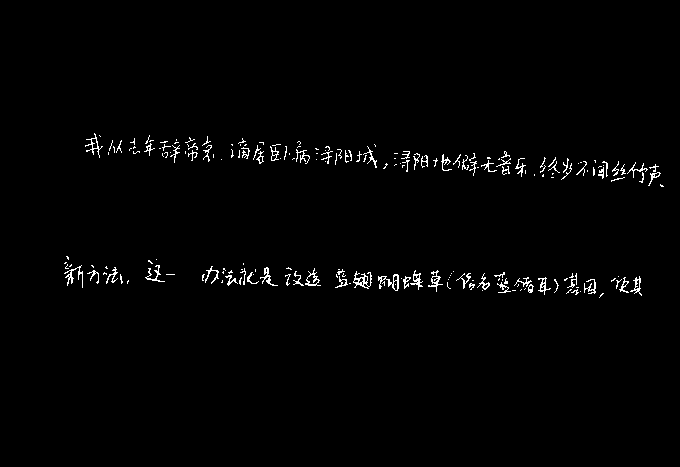 我从去年辞帝京.谪居卧病浔阳城,浔阳地僻无音乐.终岁不闻丝竹声
新方法.这一办法就是改造蓝翅蝴蝶草(俗名蓝猪耳)基因,使其